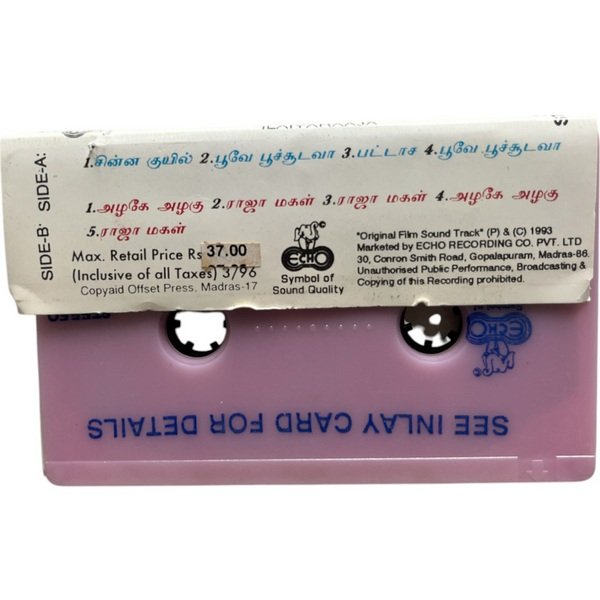 SIDE-A:
1.சின்ன குயில் 2.பூவே பூச்சூடவா 3.பட்டாச 4.பூவே பூச்சூடவா
SIDE-B:
1.அழகே அழகு 2.ராஜா மகள் 3.ராஜா மகள் 4.அழகே அழகு
5.ராஜா மகள்
Max. Retail Price Rs 37.00
(Inclusive of all Taxes) 3/96
Copyaid Offset Press, Madras-17
ECHO
Symbol of
Sound Quality
"Original Film Sound Track" (P) & (C) 1993
Marketed by ECHO RECORDING CO. PVT. LTD
30, Conron Smith Road, Gopalapuram, Madras-86.
Unauthorised Public Performance, Broadcasting &
Copying of this Recording prohibited.
STEREO
ECHO
SEE INLAY CARD FOR DETAILS